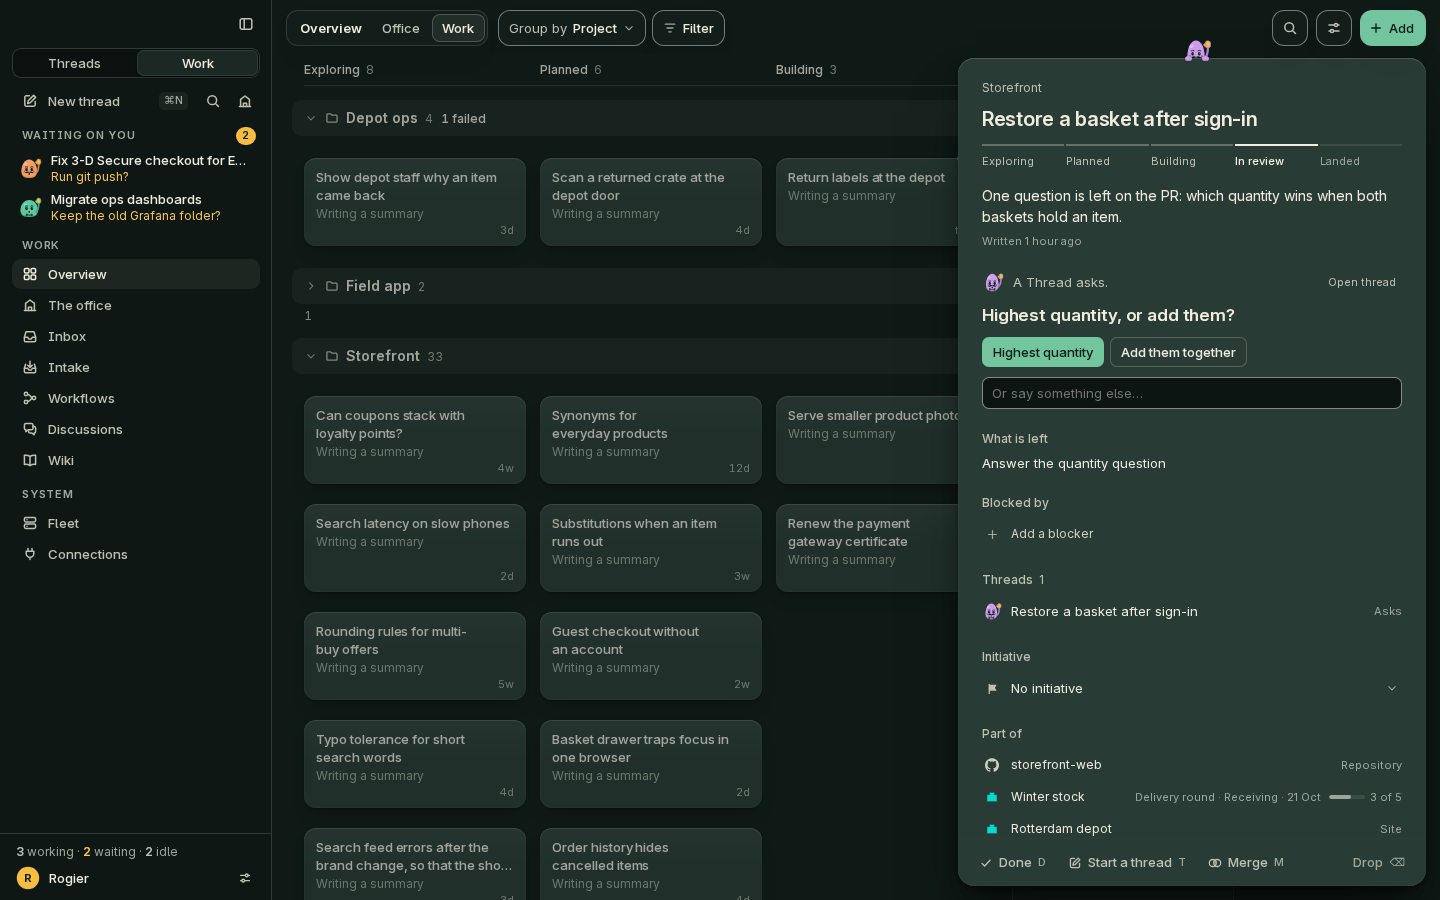 Threads
Work
New thread
⌘N
WAITING ON YOU
2
Fix 3-D Secure checkout for E…
Run git push?
Migrate ops dashboards
Keep the old Grafana folder?
WORK
Overview
The office
Inbox
Intake
Workflows
Discussions
Wiki
SYSTEM
Fleet
Connections
3 working · 2 waiting · 2 idle
R
Rogier
Overview
Office
Work
Group by Project
Filter
Add
Exploring 8
Planned 6
Building 3
Depot ops 4 1 failed
Show depot staff why an item
came back
Writing a summary
3d
Scan a returned crate at the
depot door
Writing a summary
4d
Return labels at the depot
Writing a summary
Field app 2
1
Storefront 33
Can coupons stack with
loyalty points?
Writing a summary
4w
Synonyms for
everyday products
Writing a summary
12d
Serve smaller product photo
Writing a summary
Search latency on slow phones
Writing a summary
2d
Substitutions when an item
runs out
Writing a summary
3w
Renew the payment
gateway certificate
Writing a summary
Rounding rules for multi-
buy offers
Writing a summary
5w
Guest checkout without
an account
Writing a summary
2w
Typo tolerance for short
search words
Writing a summary
4d
Basket drawer traps focus in
one browser
Writing a summary
2d
Search feed errors after the
brand change, so that the sho…
Writing a summary
Order history hides
cancelled items
Writing a summary
Storefront
Restore a basket after sign-in
Exploring
Planned
Building
In review
Landed
One question is left on the PR: which quantity wins when both
baskets hold an item.
Written 1 hour ago
A Thread asks.
Open thread
Highest quantity, or add them?
Highest quantity
Add them together
Or say something else…
What is left
Answer the quantity question
Blocked by
Add a blocker
Threads 1
Restore a basket after sign-in
Asks
Initiative
No initiative
Part of
storefront-web
Repository
Winter stock
Delivery round · Receiving · 21 Oct
3 of 5
Rotterdam depot
Site
Done D
Start a thread T
Merge M
Drop ⌫